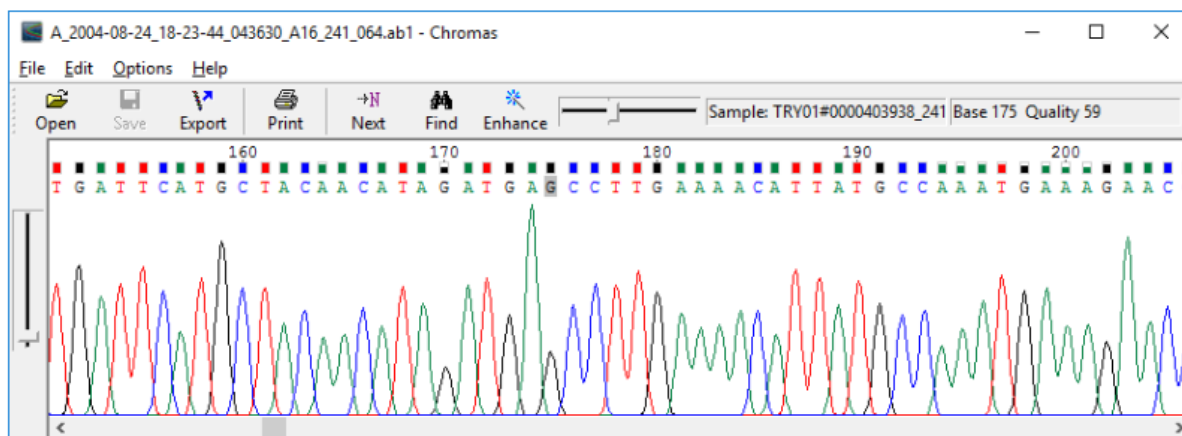 A_2004-08-24_18-23-44_043630_A16_241_064.ab1 - Chromas
File Edit Options Help
Open Save Export Print Next Find Enhance Sample: TRY01#0000403938_241 Base 175 Quality 59
160 170 180 190 200
T G A T T C A T G C T A C A A C A T A G A T G A G C C T T G A A A A C A T T A T G C C A A A T G A A A G A A C